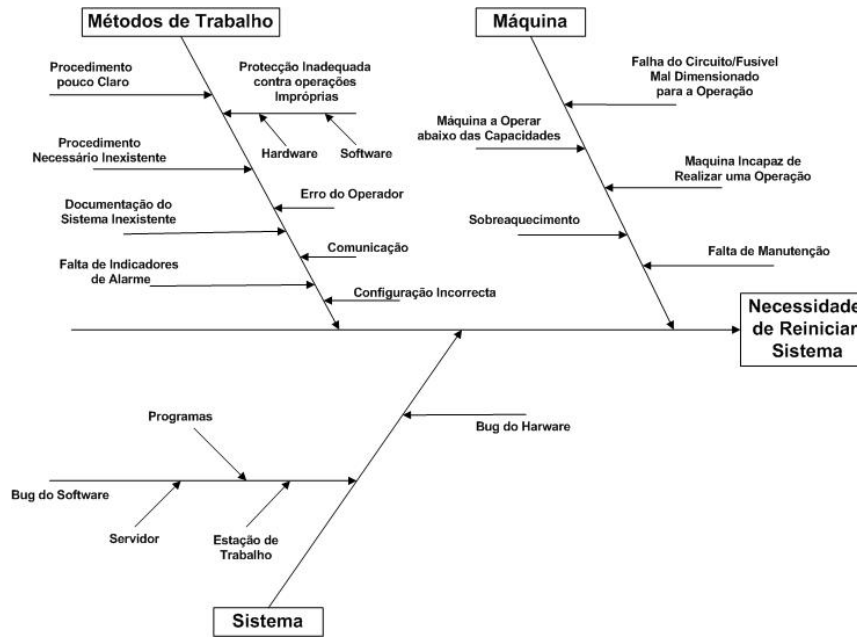 Métodos de Trabalho
Máquina
Procedimento
pouco Claro
Protecção Inadequada
contra operações
Impróprias
Hardware
Software
Procedimento
Necessário Inexistente
Erro do Operador
Documentação do
Sistema Inexistente
Comunicação
Falta de Indicadores
de Alarme
Configuração Incorrecta
Falha do Circuito/Fusível
Mal Dimensionado
para a Operação
Máquina a Operar
abaixo das Capacidades
Maquina Incapaz de
Realizar uma Operação
Sobreaquecimento
Falta de Manutenção
Necessidade
de Reiniciar
Sistema
Programas
Bug do Harware
Bug do Software
Servidor
Estação de
Trabalho
Sistema